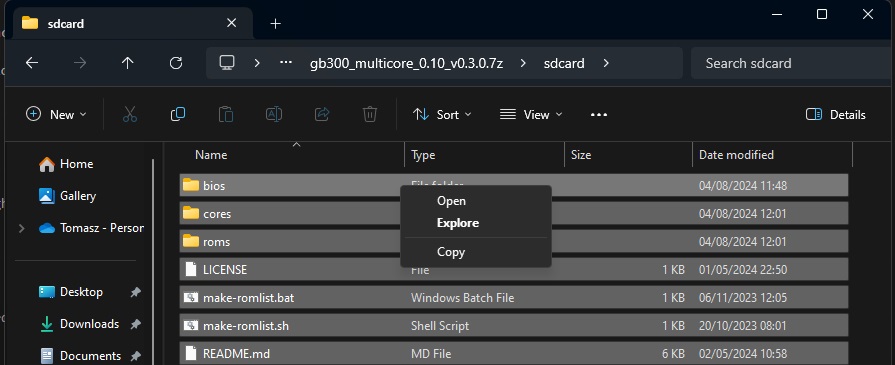 sdcard
gb300_multicore_0.10_v0.3.0.7z sdcard Search sdcard
New Sort View Details
Name Type Size Date modified
Home
Gallery
Tomasz - Person
Desktop
Downloads
Documents
bios File folder 04/08/2024 11:48
cores 04/08/2024 12:01
roms 04/08/2024 12:01
LICENSE File 1 KB 01/05/2024 22:50
make-romlist.bat Windows Batch File 1 KB 06/11/2023 12:05
make-romlist.sh Shell Script 1 KB 20/10/2023 08:01
README.md MD File 6 KB 02/05/2024 10:58
Open
Explore
Copy